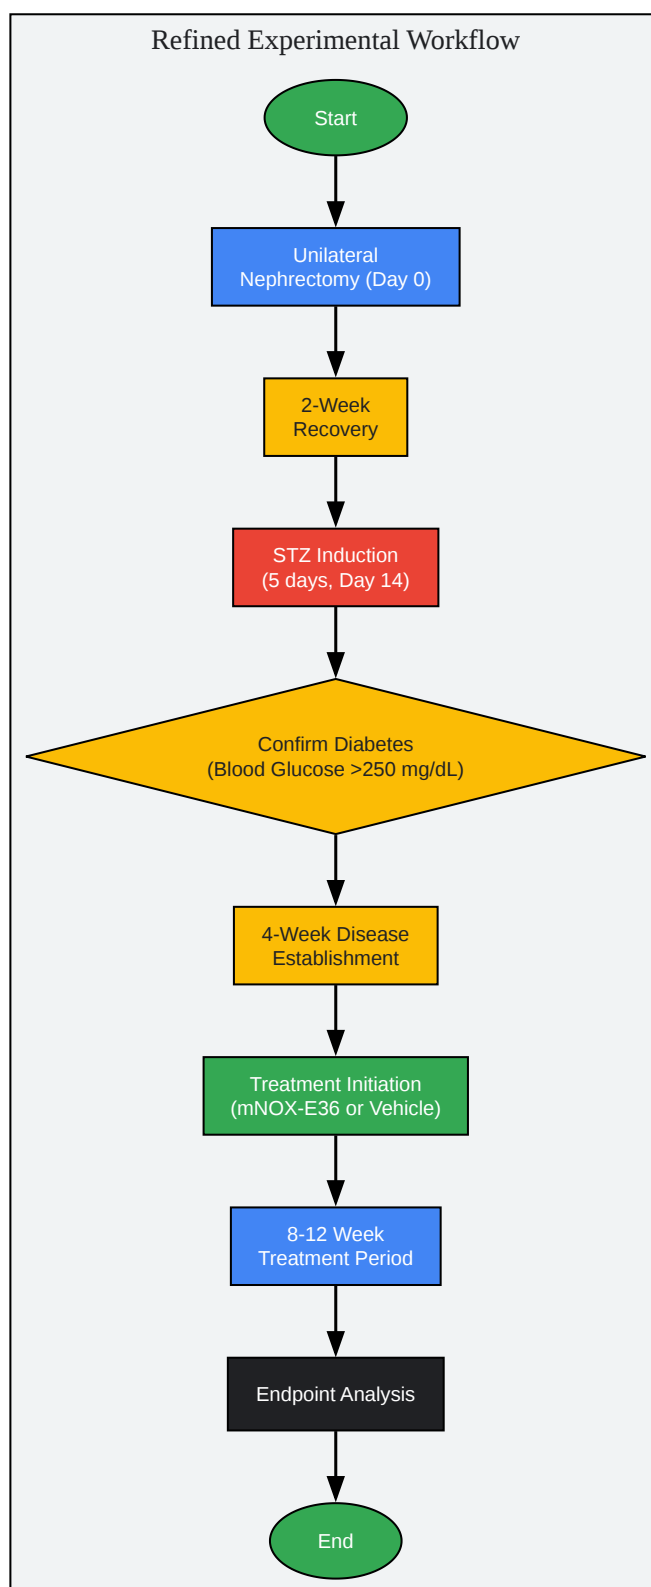 Refined Experimental Workflow
Start
Unilateral
Nephrectomy (Day 0)
2-Week
Recovery
STZ Induction
(5 days, Day 14)
Confirm Diabetes
(Blood Glucose >250 mg/dL)
4-Week Disease
Establishment
Treatment Initiation
(mNOX-E36 or Vehicle)
8-12 Week
Treatment Period
Endpoint Analysis
End